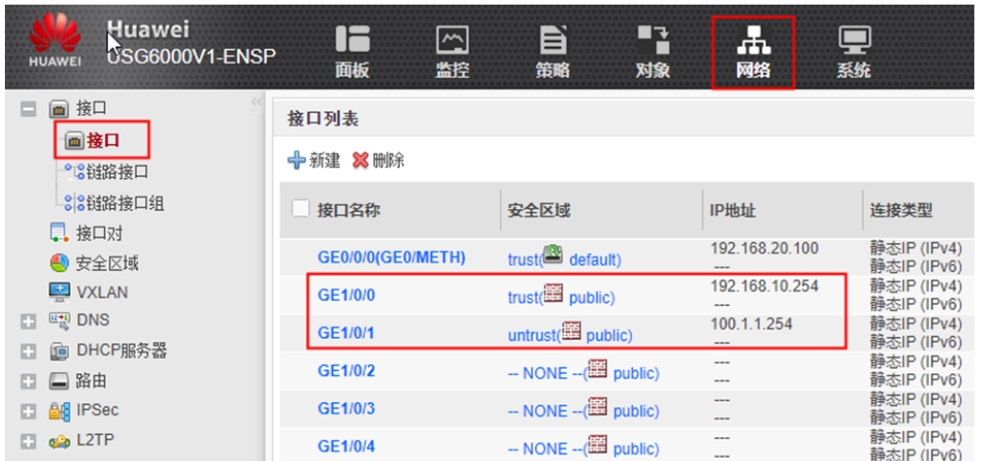 HUAWEI
Huawei
USG6000V1-ENSP
面板
监控
策略
对象
网络
系统
接口
接口
链路接口
链路接口组
接口对
安全区域
VXLAN
DNS
DHCP服务器
路由
IPSec
L2TP
接口列表
新建 删除
接口名称 安全区域 IP地址 连接类型
GE0/0/0(GE0/METH) trust( default) 192.168.20.100 静态IP (IPv4)
--- 静态IP (IPv6)
GE1/0/0 trust( public) 192.168.10.254 静态IP (IPv4)
--- 静态IP (IPv6)
GE1/0/1 untrust( public) 100.1.1.254 静态IP (IPv4)
--- 静态IP (IPv6)
GE1/0/2 -- NONE --( public) --- 静态IP (IPv4)
--- 静态IP (IPv6)
GE1/0/3 -- NONE --( public) --- 静态IP (IPv4)
--- 静态IP (IPv6)
GE1/0/4 -- NONE --( public) --- 静态IP (IPv4)
--- 静态IP (IPv6)